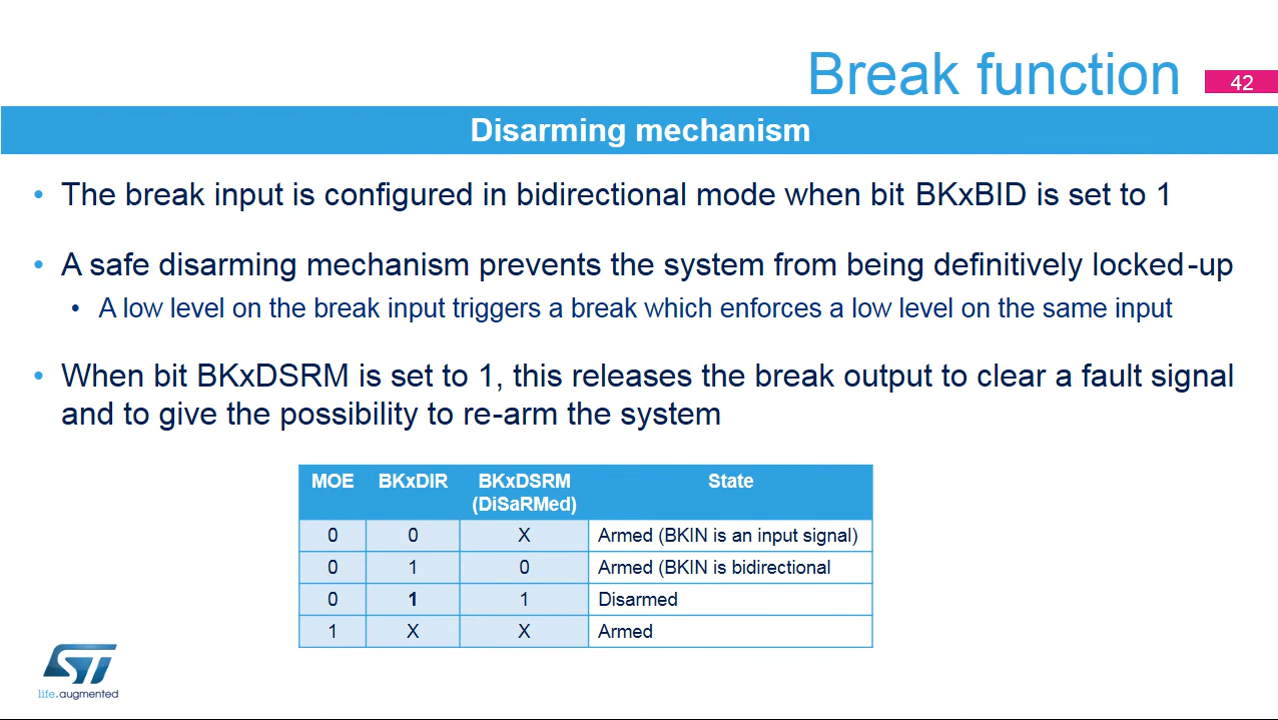 Break function
42
Disarming mechanism
• The break input is configured in bidirectional mode when bit BKxBID is set to 1
• A safe disarming mechanism prevents the system from being definitively locked-up
• A low level on the break input triggers a break which enforces a low level on the same input
• When bit BKxDSRM is set to 1, this releases the break output to clear a fault signal
and to give the possibility to re-arm the system
MOE BKxDIR BKxDSRM (DiSaRMed) State
0 0 X Armed (BKIN is an input signal)
0 1 0 Armed (BKIN is bidirectional
0 1 1 Disarmed
1 X X Armed
ST
life.augmented